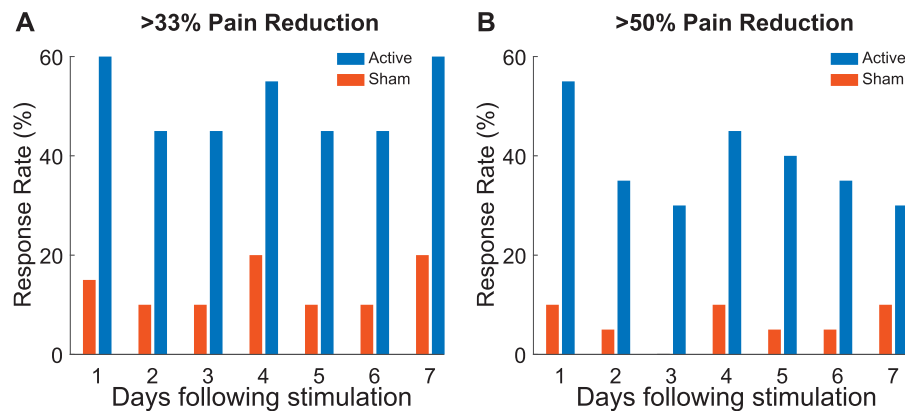 A
>33% Pain Reduction
Active
Sham
Response Rate (%)
60
40
20
0
1 2 3 4 5 6 7
Days following stimulation
B
>50% Pain Reduction
Active
Sham
Response Rate (%)
60
40
20
0
1 2 3 4 5 6 7
Days following stimulation